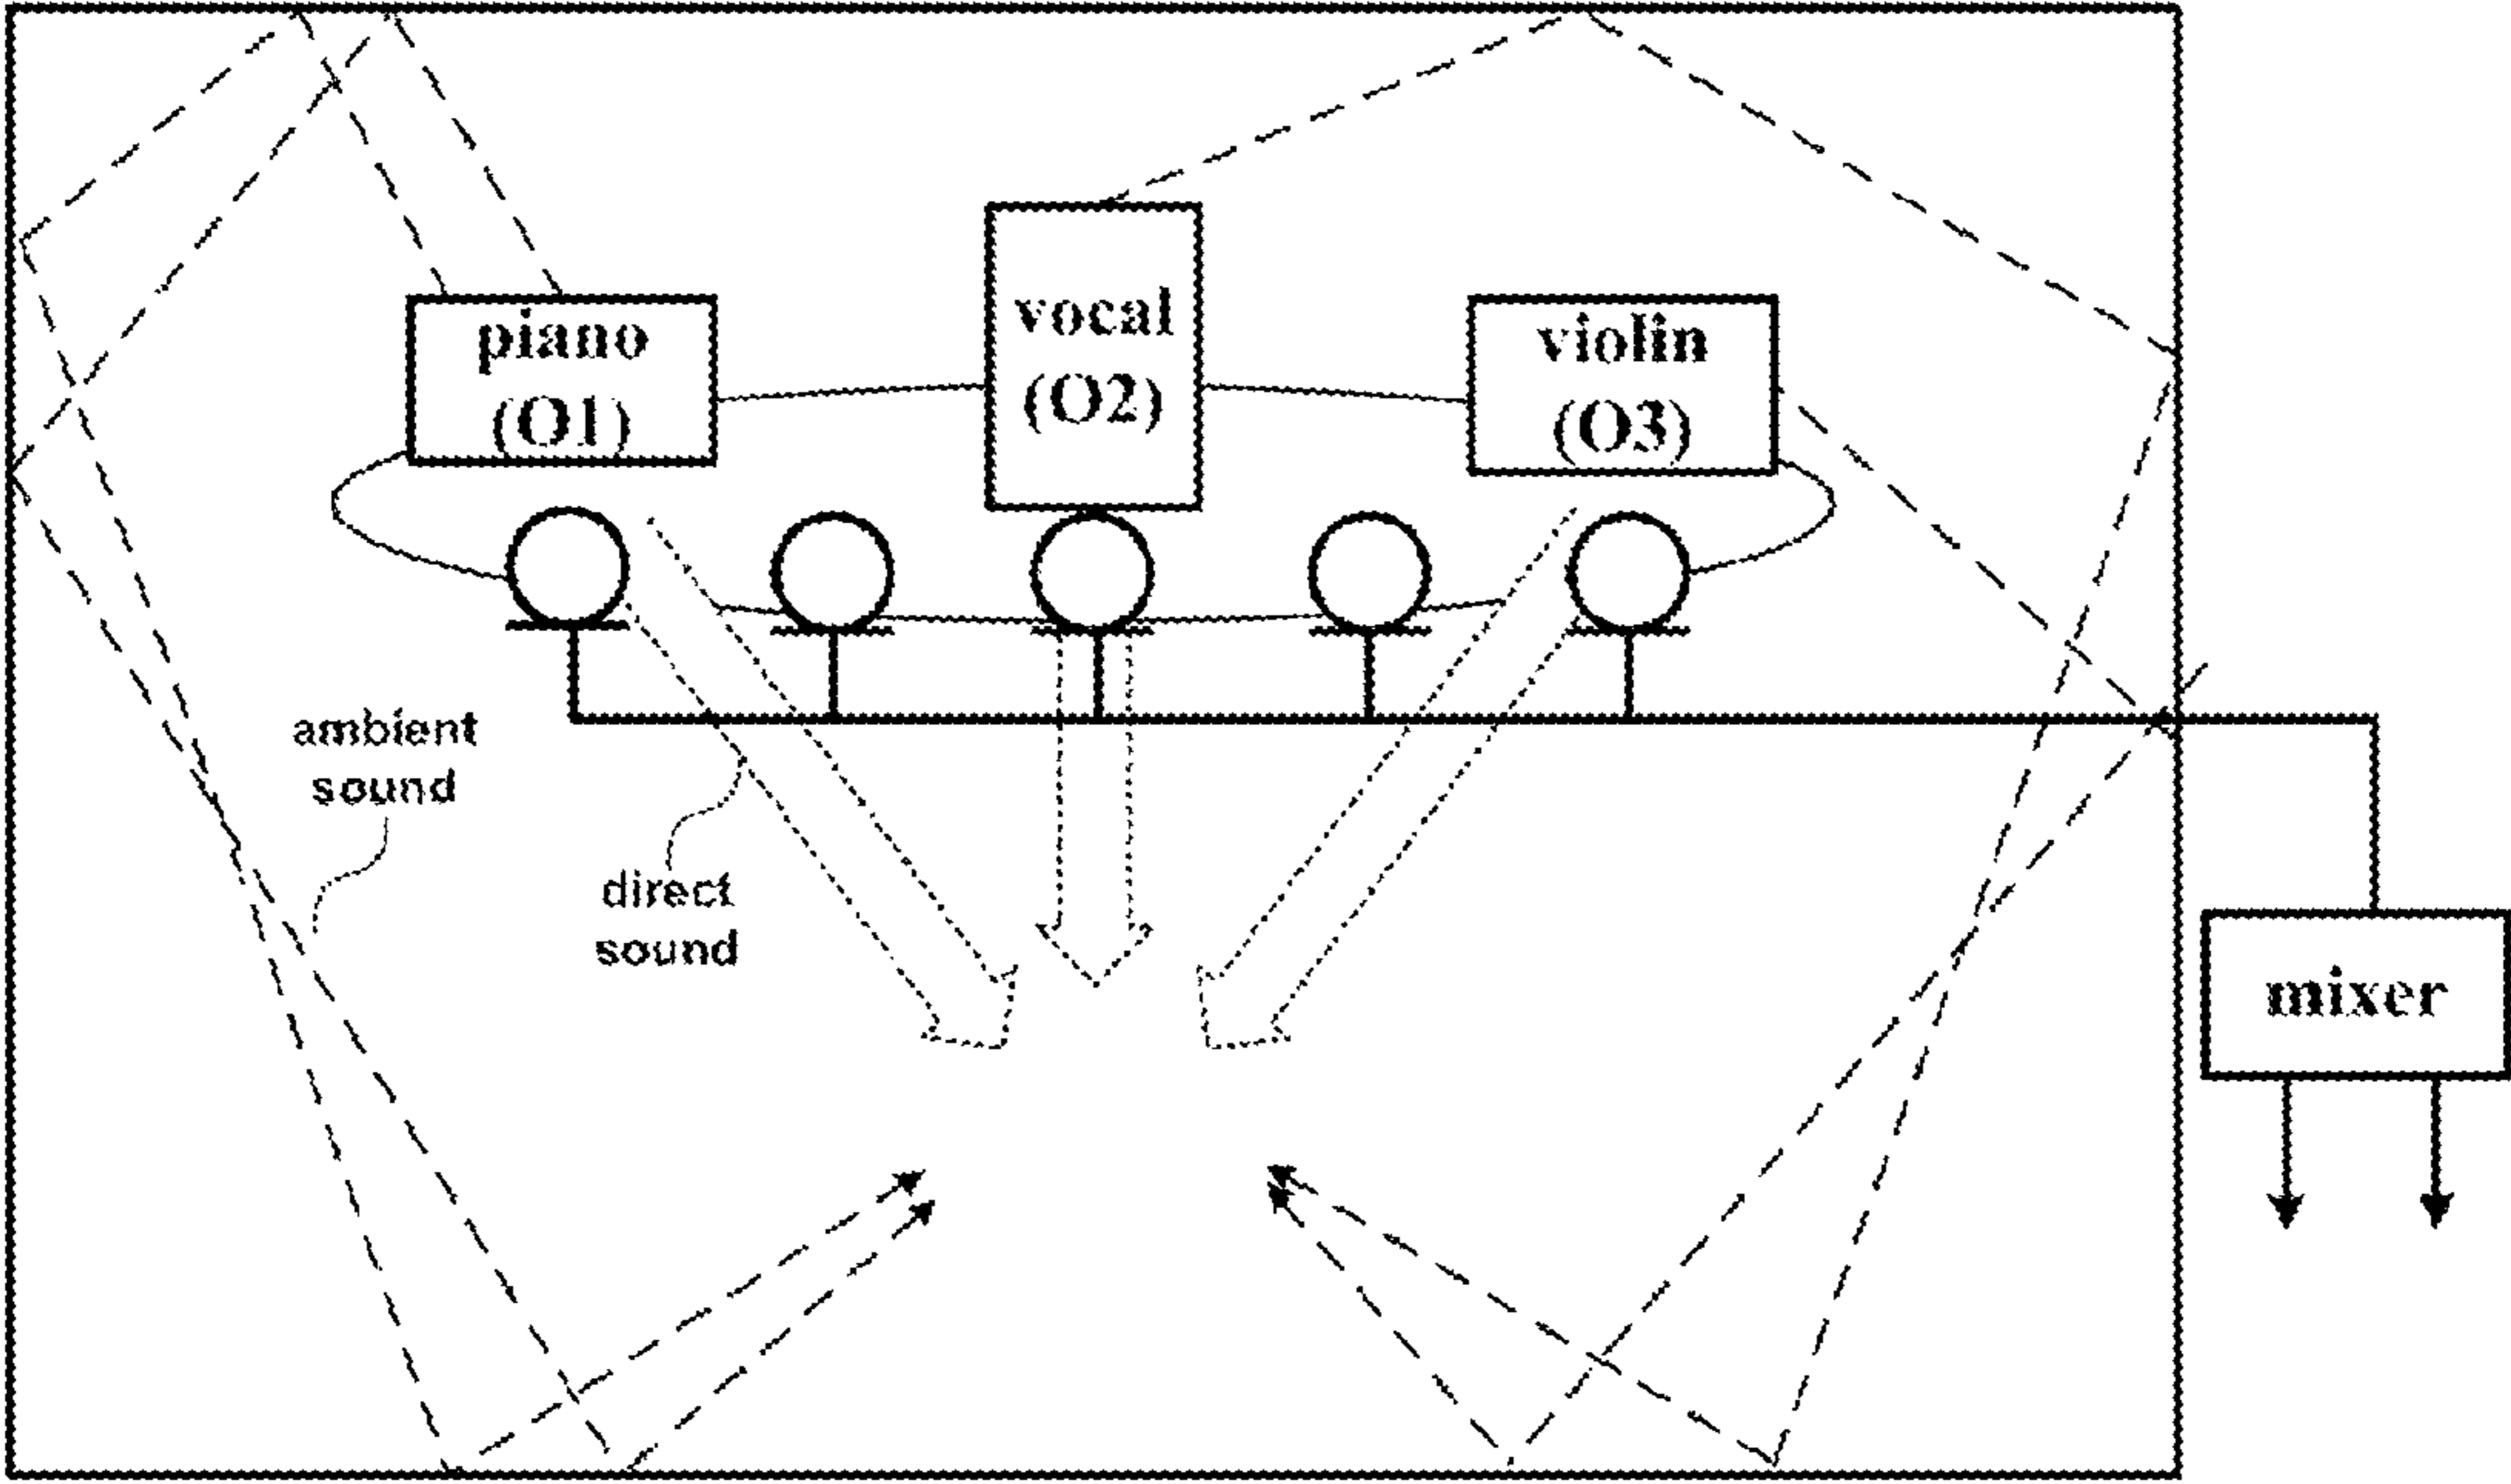 piano
(O1)
vocal
(O2)
violin
(O3)
ambient
sound
direct
sound
mixer